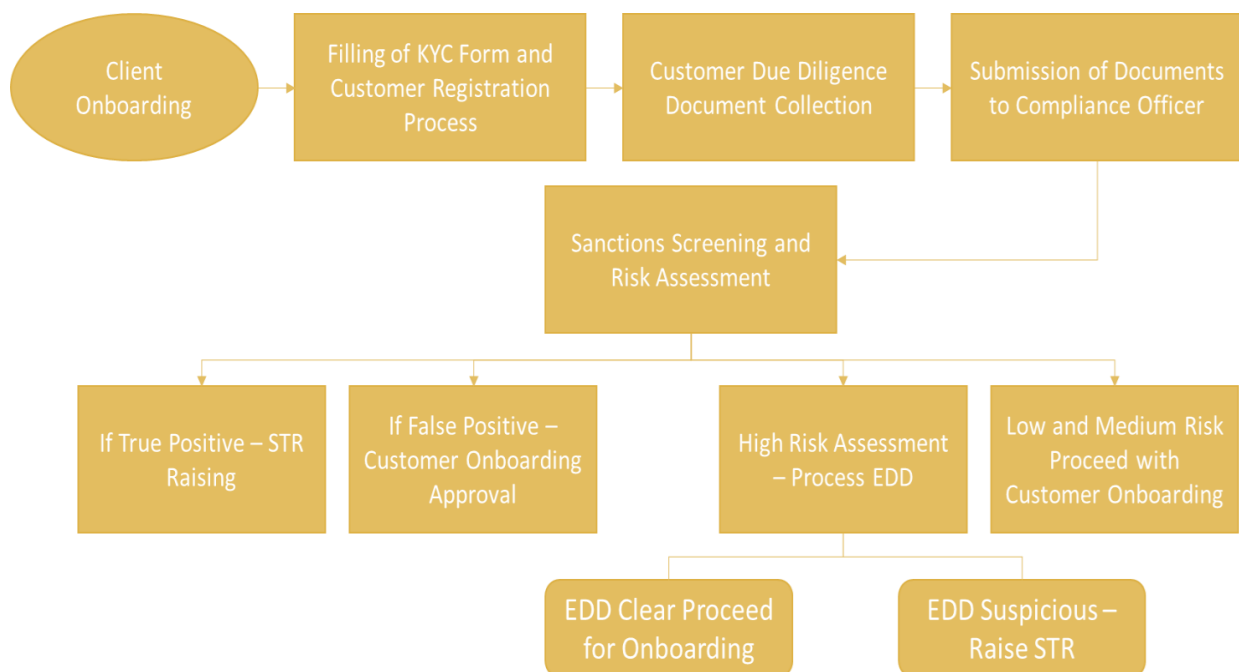 Client
Onboarding
Filling of KYC Form and
Customer Registration
Process
Customer Due Diligence
Document Collection
Submission of Documents
to Compliance Officer
Sanctions Screening and
Risk Assessment
If True Positive – STR
Raising
If False Positive –
Customer Onboarding
Approval
High Risk Assessment
– Process EDD
Low and Medium Risk
Proceed with
Customer Onboarding
EDD Clear Proceed
for Onboarding
EDD Suspicious –
Raise STR